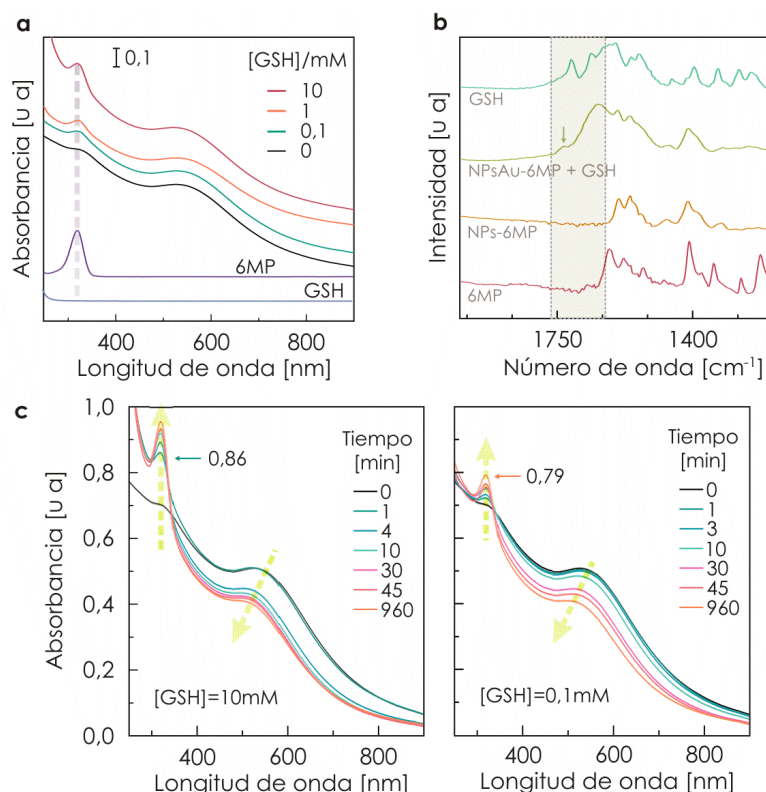 a
0,1
[GSH]/mM
10
1
0,1
0
6MP
GSH
Absorbancia [u a]
400 600 800
Longitud de onda [nm]
b
GSH
NPsAu-6MP + GSH
NPs-6MP
6MP
Intensidad [u a]
1750 1400
Número de onda [cm-1]
c
1,0
0,8
0,6
0,4
0,2
0,0
Absorbancia [u a]
0,86
Tiempo
[min]
0
1
4
10
30
45
960
[GSH]=10mM
400 600 800
Longitud de onda [nm]
0,79
Tiempo
[min]
0
1
3
10
30
45
960
[GSH]=0,1mM
400 600 800
Longitud de onda [nm]